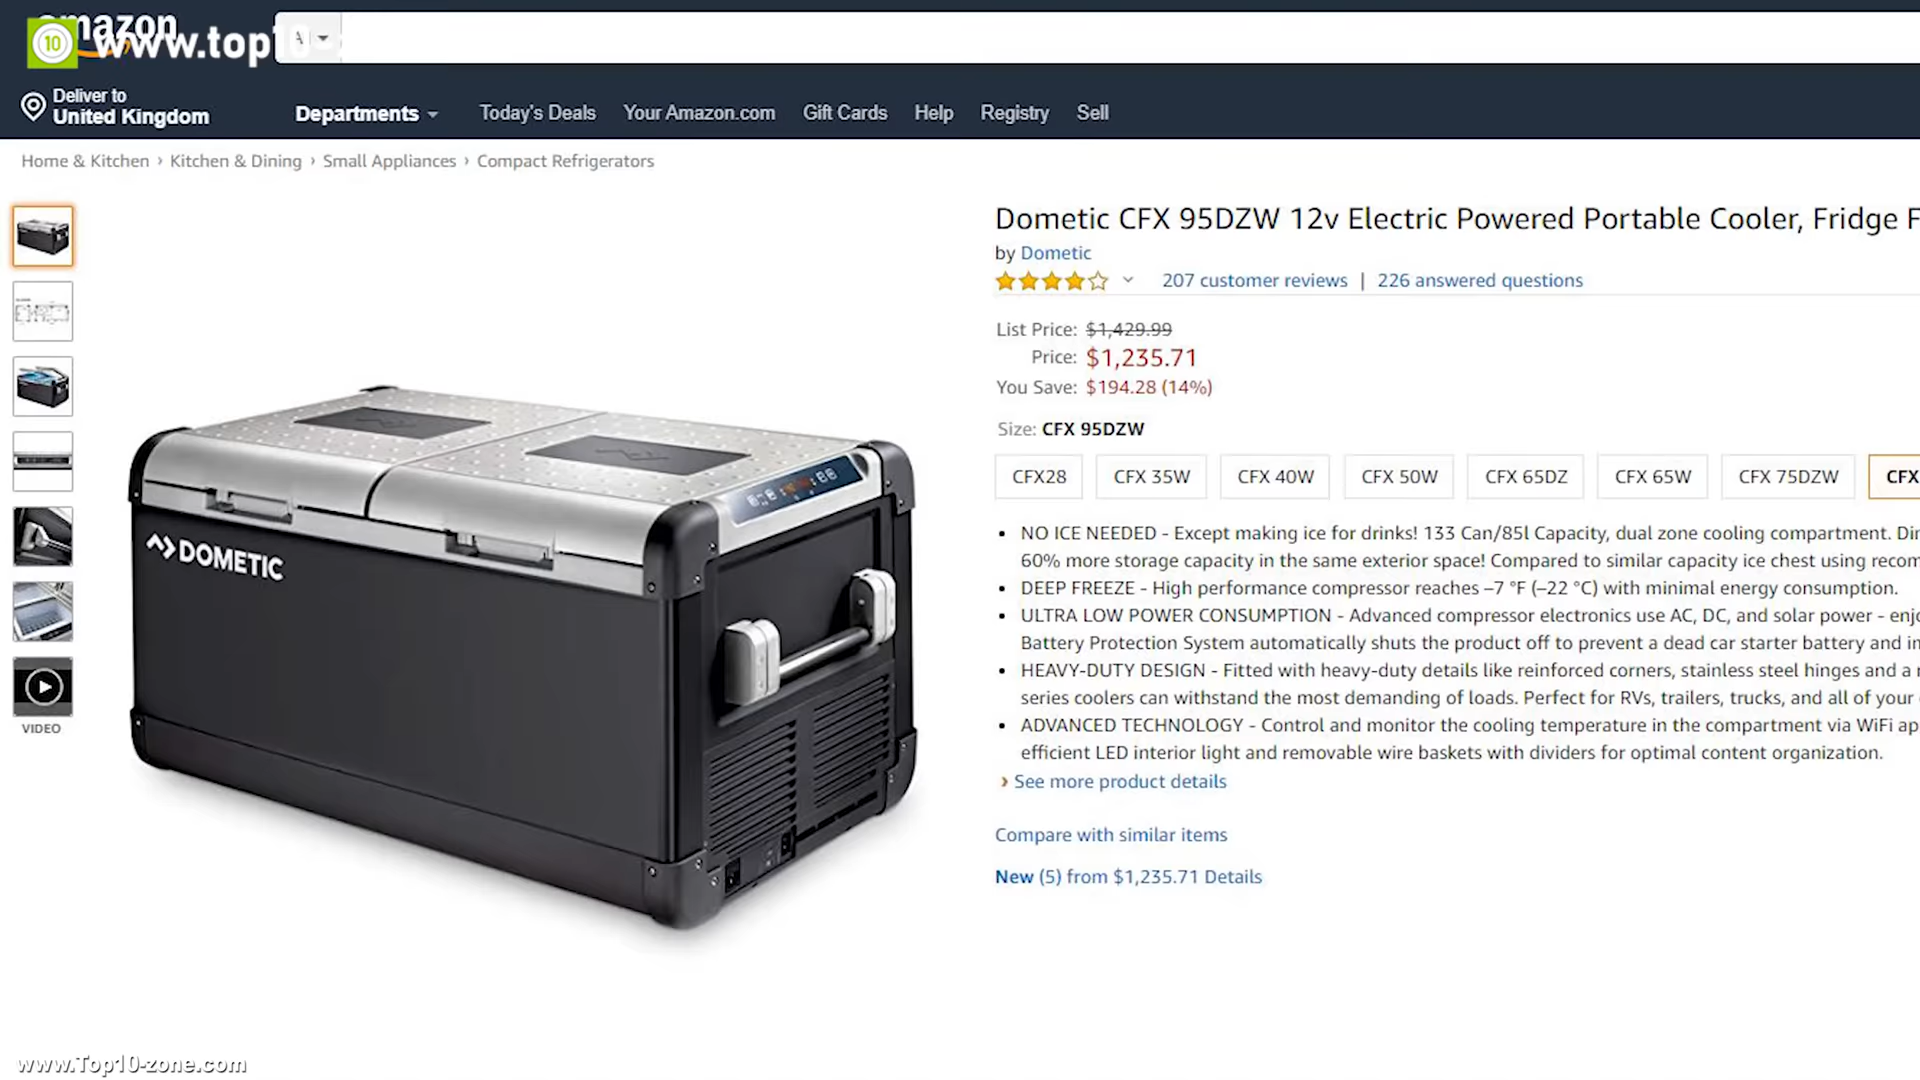 amazon
10
www.top10-
Deliver to
United Kingdom
Departments
Today's Deals
Your Amazon.com
Gift Cards
Help
Registry
Sell
Home & Kitchen › Kitchen & Dining › Small Appliances › Compact Refrigerators
VIDEO
DOMETIC
Dometic CFX 95DZW 12v Electric Powered Portable Cooler, Fridge F
by Dometic
207 customer reviews | 226 answered questions
List Price: $1,429.99
Price: $1,235.71
You Save: $194.28 (14%)
Size: CFX 95DZW
CFX28
CFX 35W
CFX 40W
CFX 50W
CFX 65DZ
CFX 65W
CFX 75DZW
CFX
• NO ICE NEEDED - Except making ice for drinks! 133 Can/85l Capacity, dual zone cooling compartment. Di
60% more storage capacity in the same exterior space! Compared to similar capacity ice chest using recom
• DEEP FREEZE - High performance compressor reaches –7 °F (–22 °C) with minimal energy consumption.
• ULTRA LOW POWER CONSUMPTION - Advanced compressor electronics use AC, DC, and solar power - enj
Battery Protection System automatically shuts the product off to prevent a dead car starter battery and in
• HEAVY-DUTY DESIGN - Fitted with heavy-duty details like reinforced corners, stainless steel hinges and a
series coolers can withstand the most demanding of loads. Perfect for RVs, trailers, trucks, and all of your
• ADVANCED TECHNOLOGY - Control and monitor the cooling temperature in the compartment via WiFi ap
efficient LED interior light and removable wire baskets with dividers for optimal content organization.
› See more product details
Compare with similar items
New (5) from $1,235.71 Details
www.Top10-zone.com